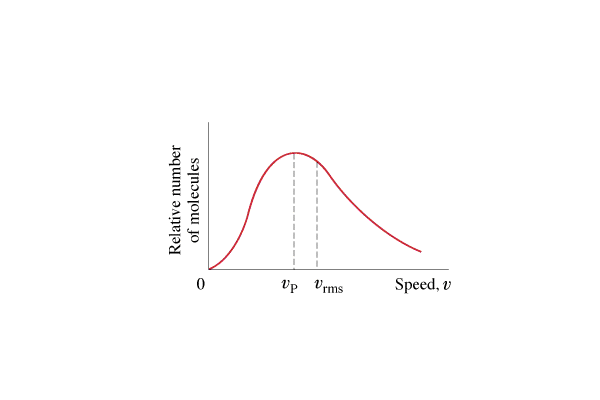 Relative number
of molecules
0
vP
vrms
Speed, v